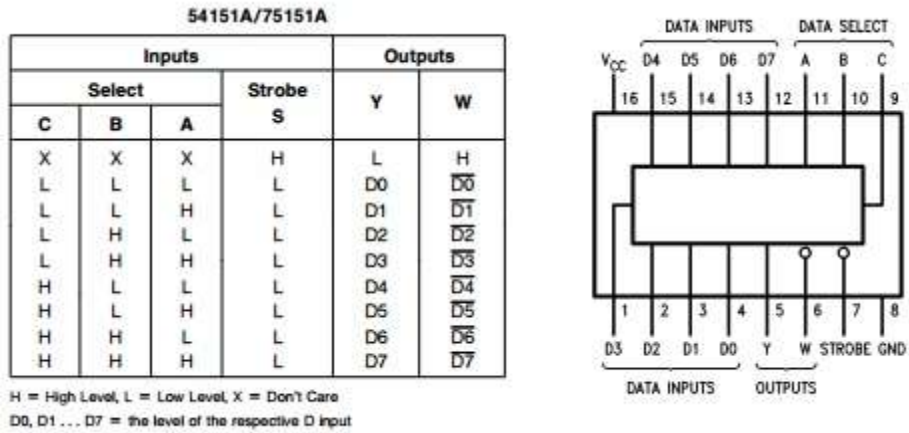 54151A/75151A
Inputs Outputs
Select Strobe S Y W
C B A
X X X H L H
L L L L D0 D0
L L H L D1 D1
L H L L D2 D2
L H H L D3 D3
H L L L D4 D4
H L H L D5 D5
H H L L D6 D6
H H H L D7 D7
H = High Level, L = Low Level, X = Don't Care
D0, D1 . . . D7 = the level of the respective D input
DATA INPUTS DATA SELECT
VCC D4 D5 D6 D7 A B C
16 15 14 13 12 11 10 9
1 2 3 4 5 6 7 8
D3 D2 D1 D0 Y W STROBE GND
DATA INPUTS OUTPUTS